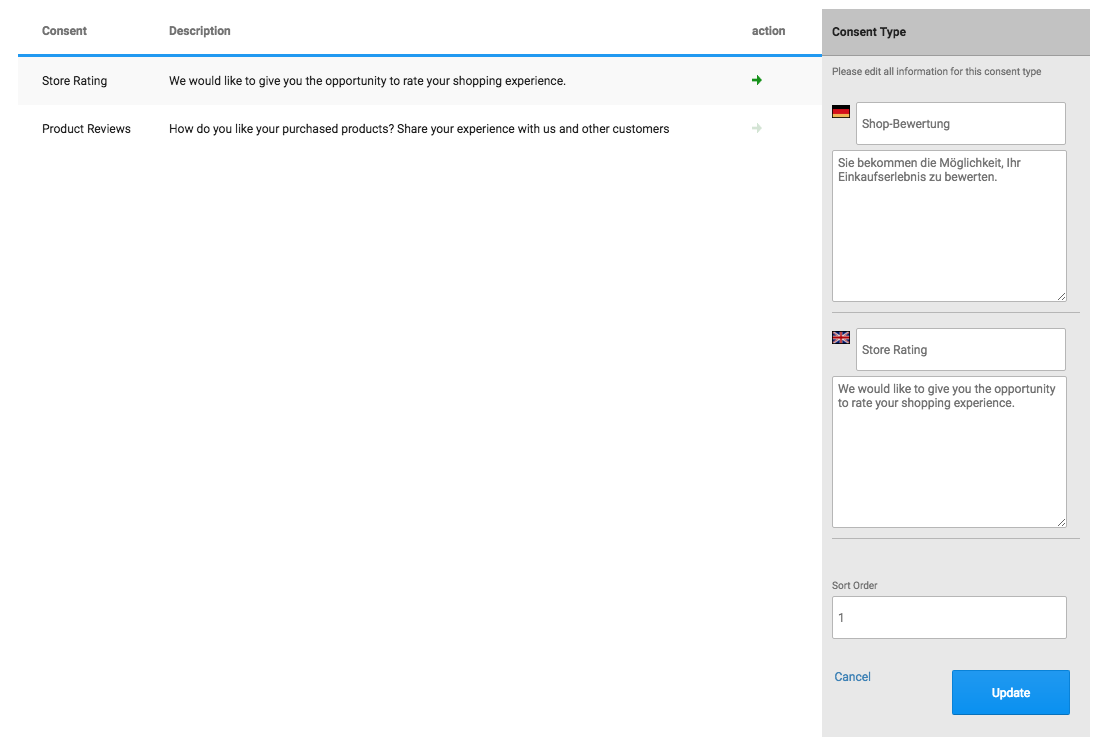 Consent Description action
Store Rating We would like to give you the opportunity to rate your shopping experience.
Product Reviews How do you like your purchased products? Share your experience with us and other customers
Consent Type
Please edit all information for this consent type
Shop-Bewertung
Sie bekommen die Möglichkeit, Ihr
Einkaufserlebnis zu bewerten.
Store Rating
We would like to give you the opportunity
to rate your shopping experience.
Sort Order
1
Cancel
Update